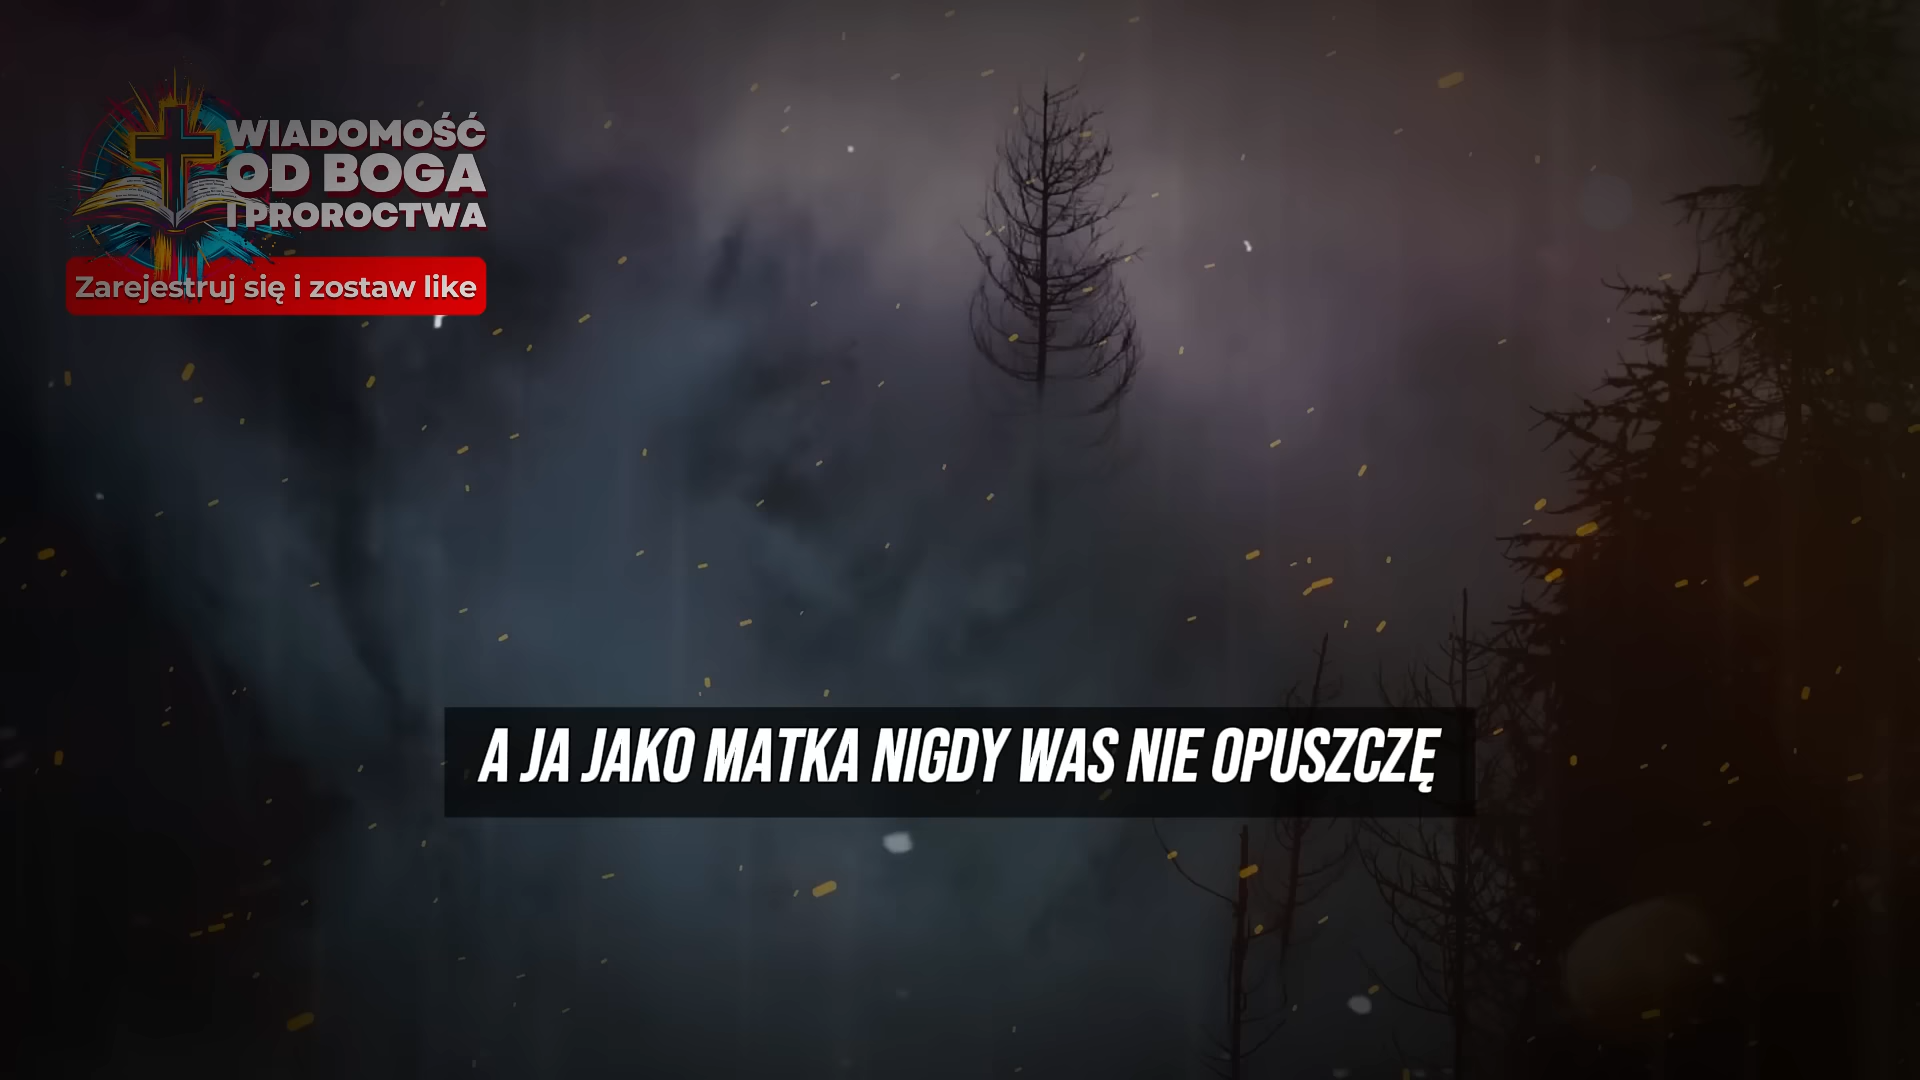 WIADOMOŚĆ
OD BOGA
I PROROCTWA
Zarejestruj się i zostaw like
A JA JAKO MATKA NIGDY WAS NIE OPUSZCZĘ